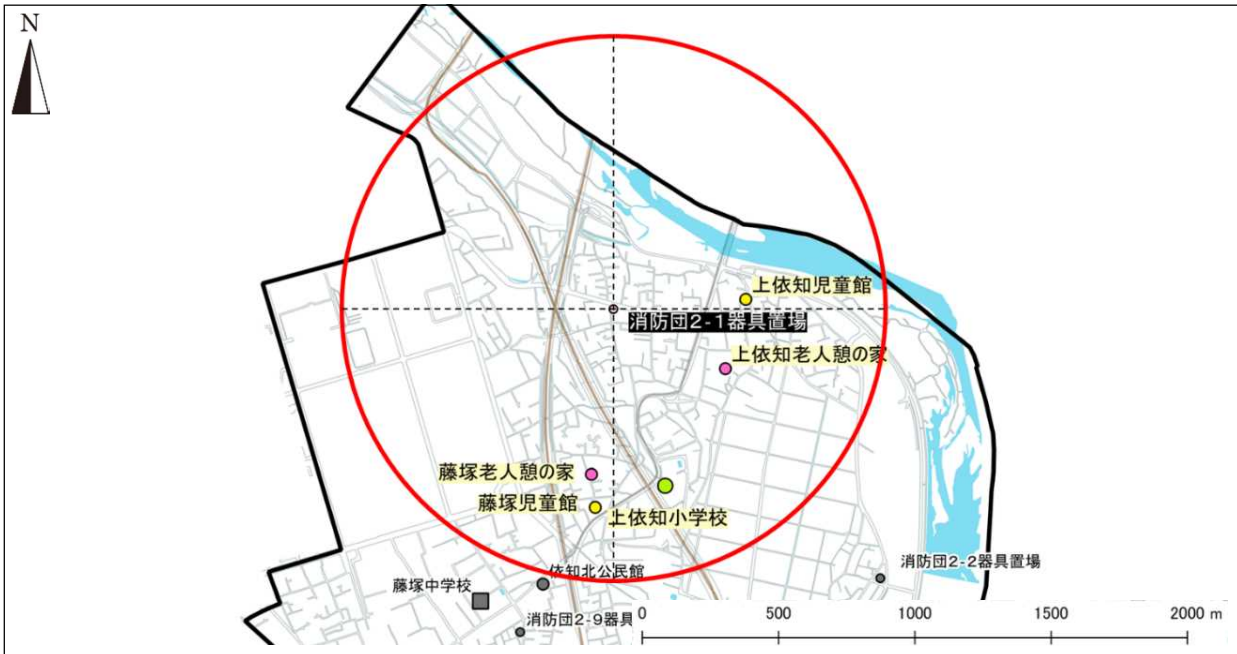 N
上依知児童館
消防団2-1器具置場
上依知老人憩の家
藤塚老人憩の家
藤塚児童館
上依知小学校
消防団2-2器具置場
依知北公民館
藤塚中学校
消防団2-9器具
0 500 1000 1500 2000 m